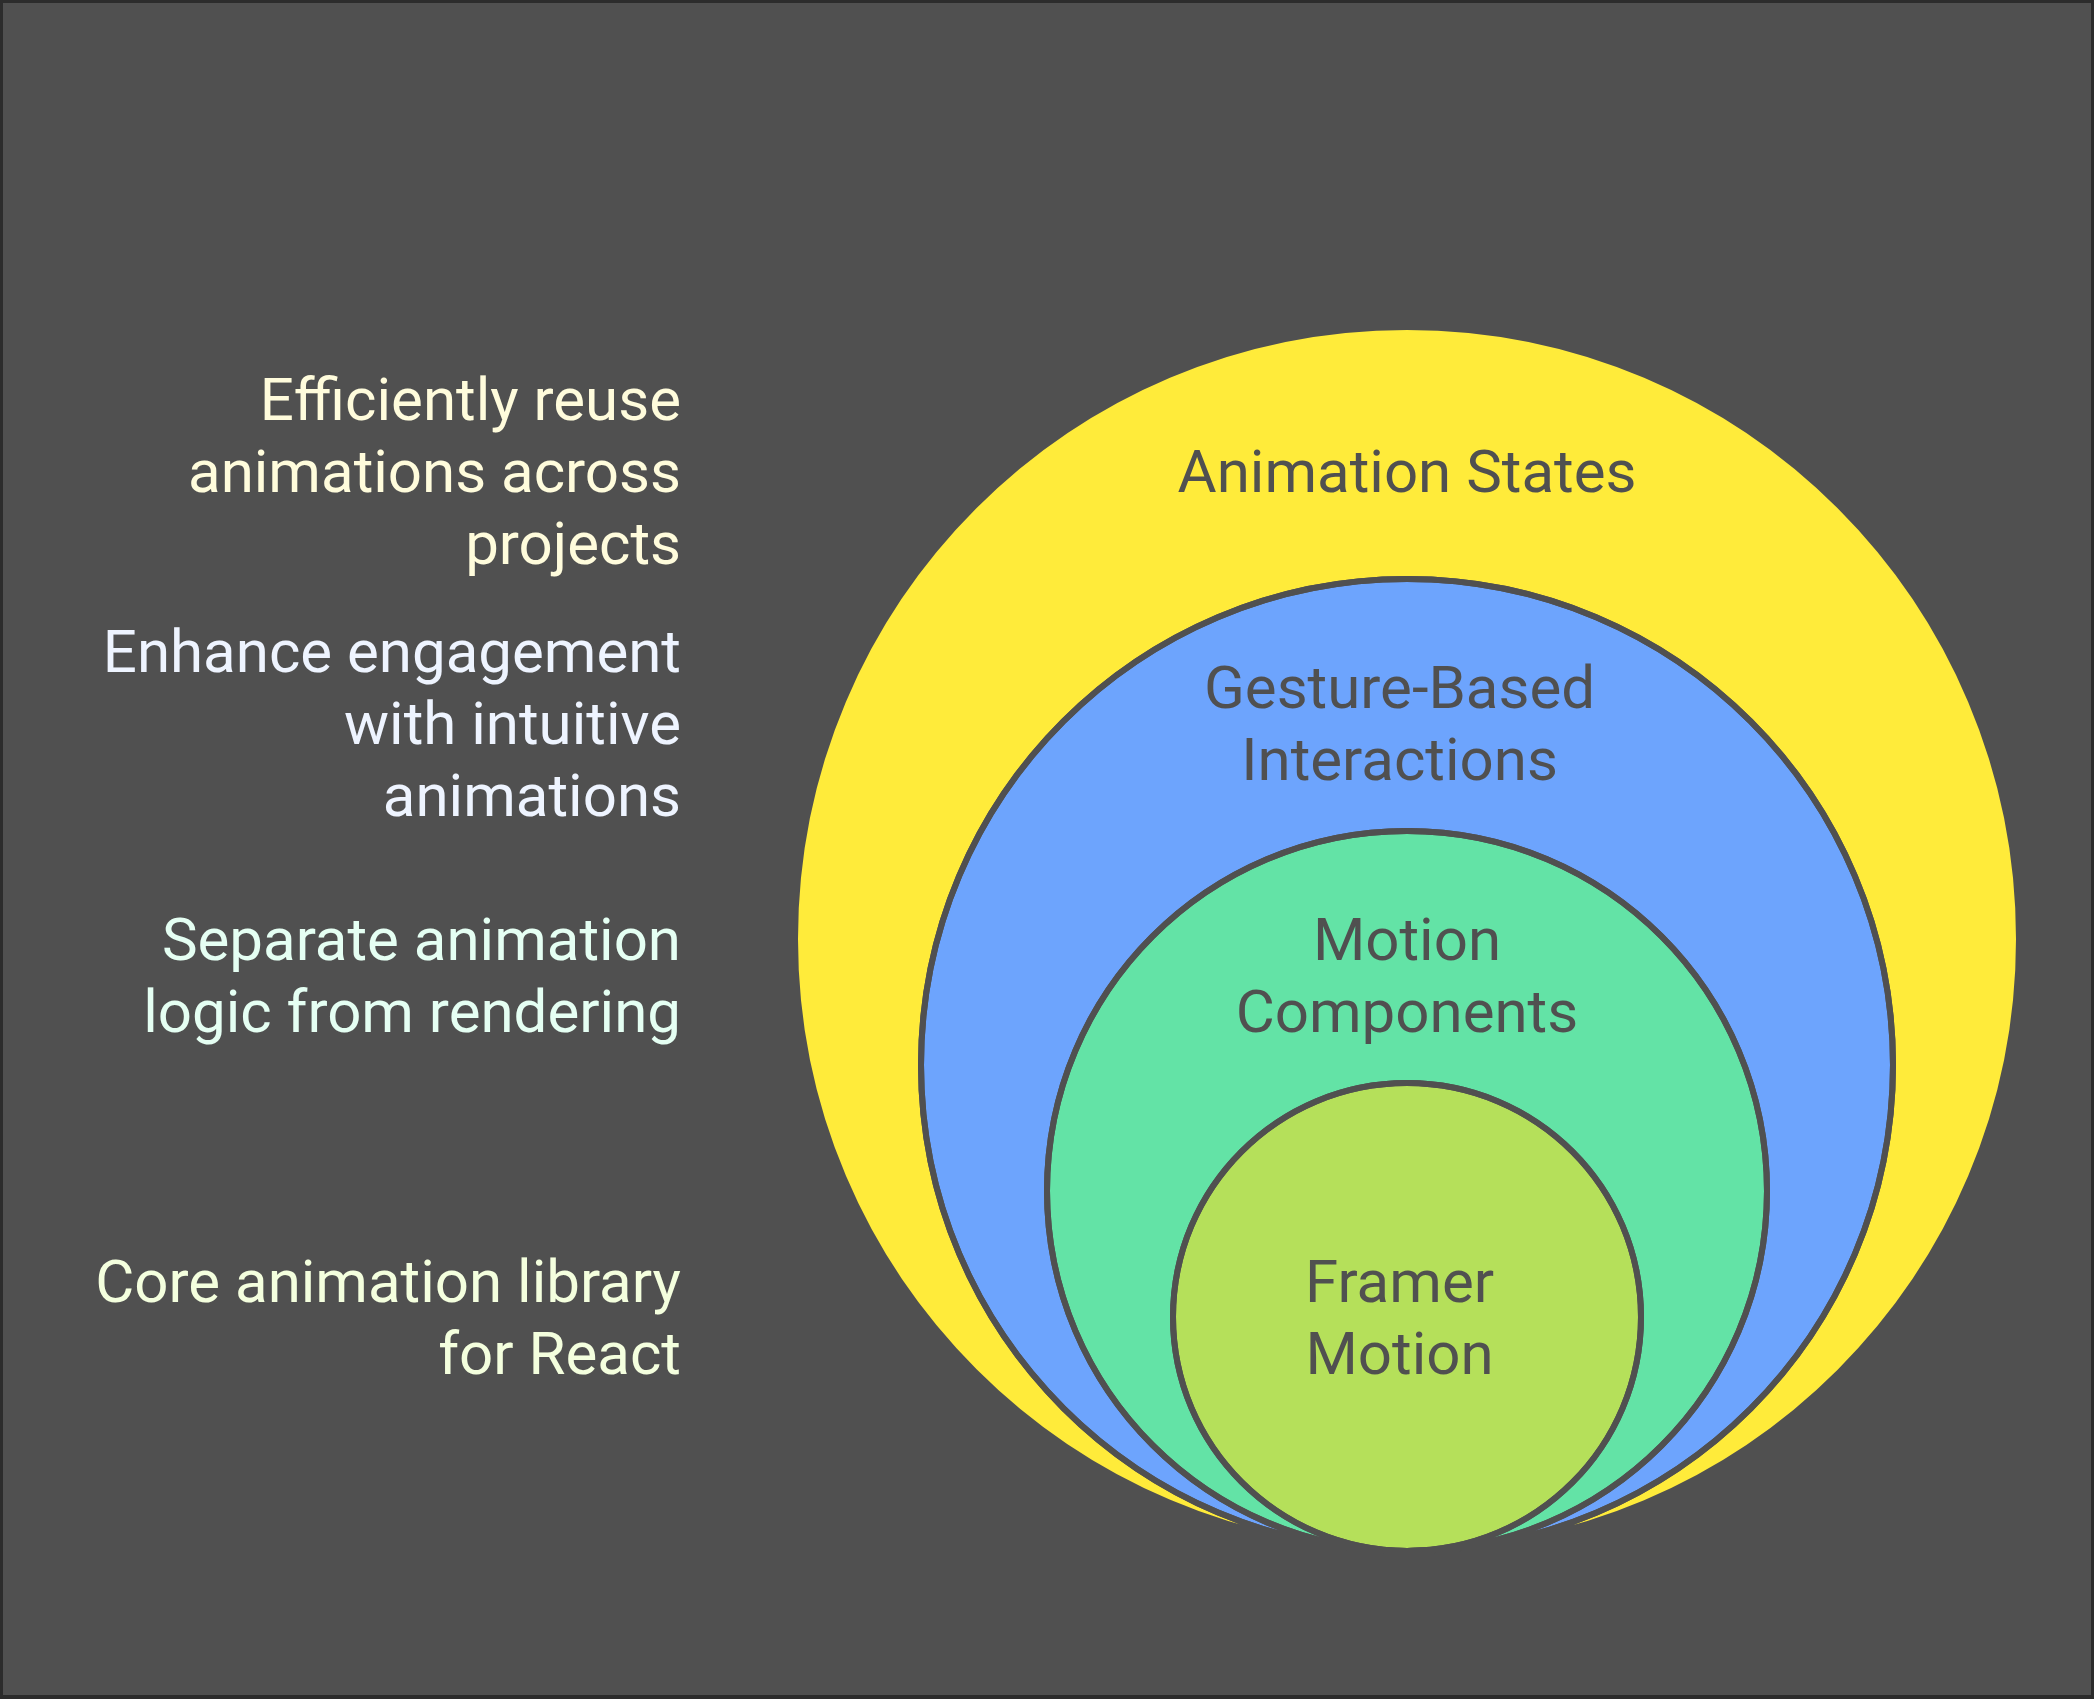 Efficiently reuse
animations across
projects
Animation States
Enhance engagement
with intuitive
animations
Gesture-Based
Interactions
Separate animation
logic from rendering
Motion
Components
Core animation library
for React
Framer
Motion